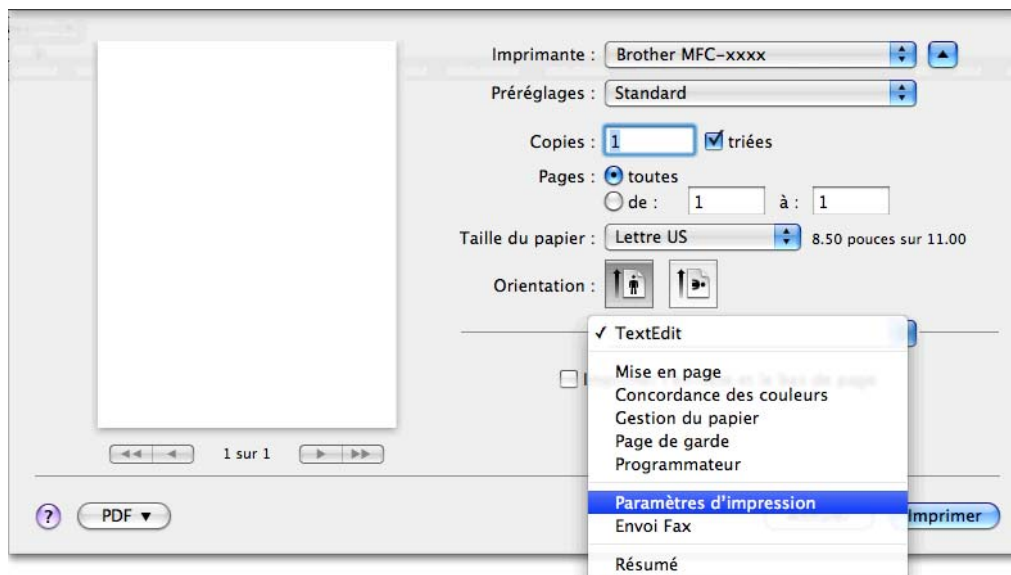 Imprimante : Brother MFC-xxxx
Préréglages : Standard
Copies : 1 triées
Pages : toutes
de : 1 à : 1
Taille du papier : Lettre US 8.50 pouces sur 11.00
Orientation :
✓ TextEdit
Mise en page
Concordance des couleurs
Gestion du papier
Page de garde
Programmateur
Paramètres d'impression
Envoi Fax
Résumé
1 sur 1
? PDF ▼ Imprimer